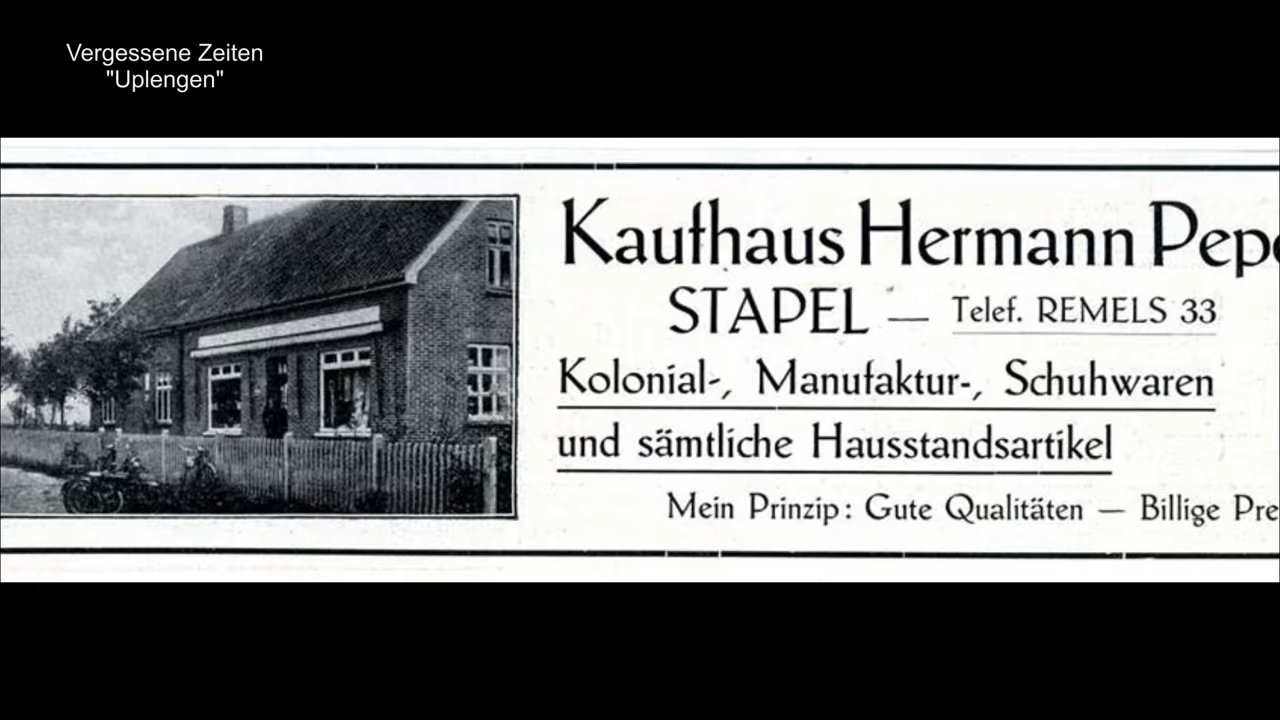 Vergessene Zeiten
"Uplengen"
Kaufhaus Hermann
STAPEL — Telef. REMELS 33
Kolonial-, Manufaktur-, Schuhwaren
und sämtliche Hausstandsartikel
Mein Prinzip: Gute Qualitäten — Billige